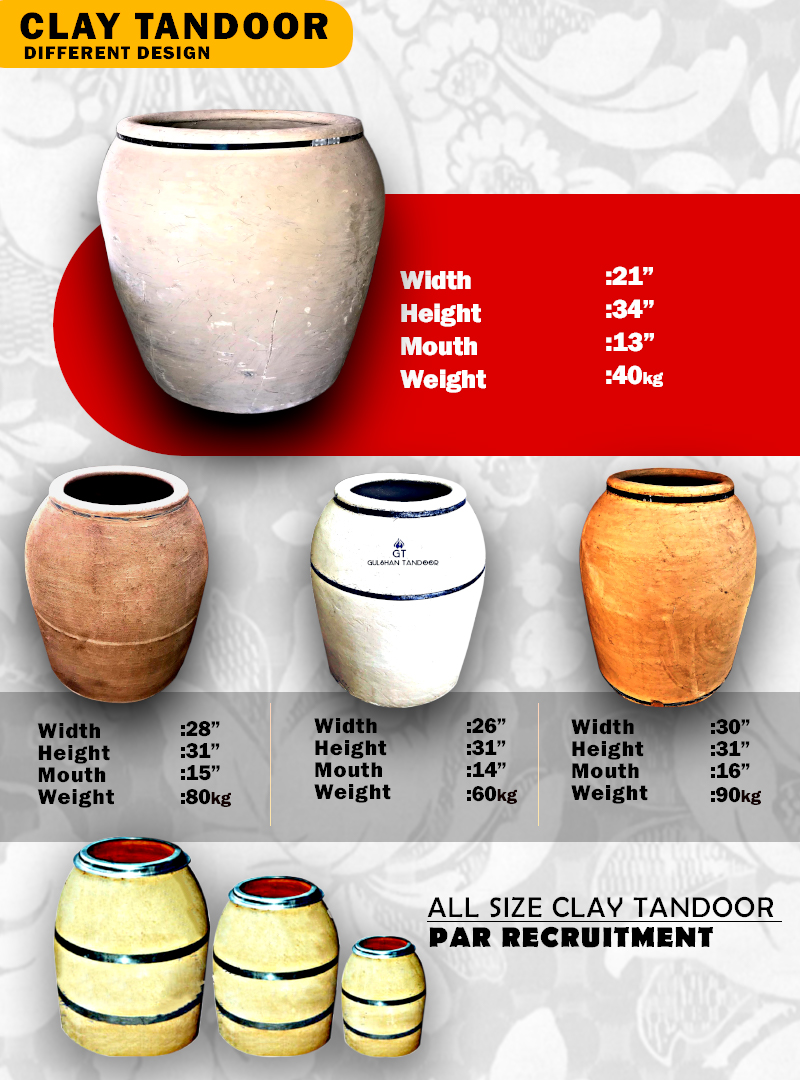 CLAY TANDOOR
DIFFERENT DESIGN
Width :21”
Height :34”
Mouth :13”
Weight :40kg
GT
GULSHAN TANDOOR
Width :28”
Height :31”
Mouth :15”
Weight :80kg
Width :26”
Height :31”
Mouth :14”
Weight :60kg
Width :30”
Height :31”
Mouth :16”
Weight :90kg
ALL SIZE CLAY TANDOOR
PAR RECRUITMENT